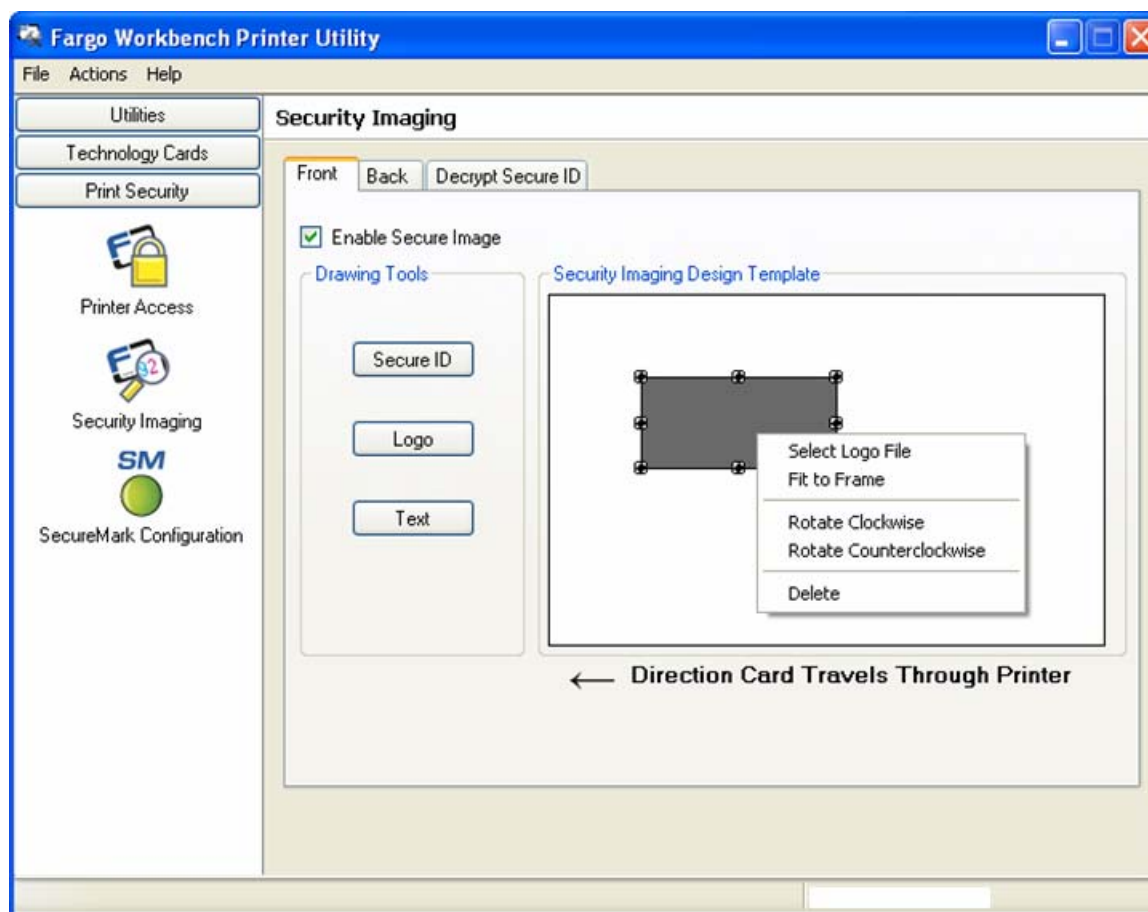 Fargo Workbench Printer Utility
File Actions Help
Utilities
Technology Cards
Print Security
Printer Access
Security Imaging
SM
SecureMark Configuration
Security Imaging
Front Back Decrypt Secure ID
Enable Secure Image
Drawing Tools
Secure ID
Logo
Text
Security Imaging Design Template
Select Logo File
Fit to Frame
Rotate Clockwise
Rotate Counterclockwise
Delete
← Direction Card Travels Through Printer